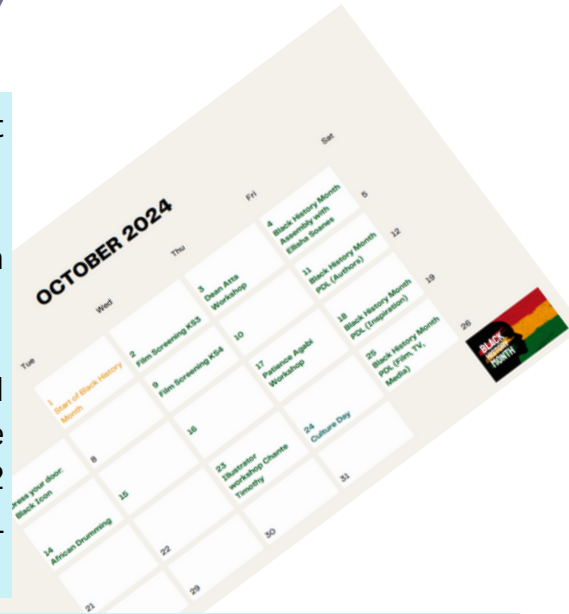 OCTOBER 2024
Tue
Wed
Thu
Fri
Sat
1
Start of Black History
Month
2
Film Screening KS3
3
Dean Atta
Workshop
4
Black History Month
Assembly with
Elisha Soanes
5
ress your door:
Black Icon
8
9
Film Screening KS4
10
11
Black History Month
PDL (Authors)
12
14
African Drumming
15
16
17
Patience Agabi
Workshop
18
Black History Month
PDL (Inspiration)
19
21
22
23
Illustrator
workshop Chante
Timothy
24
Culture Day
25
Black History Month
PDL (Film, TV,
Media)
26
29
30
31
BLACK
HISTORY
MONTH